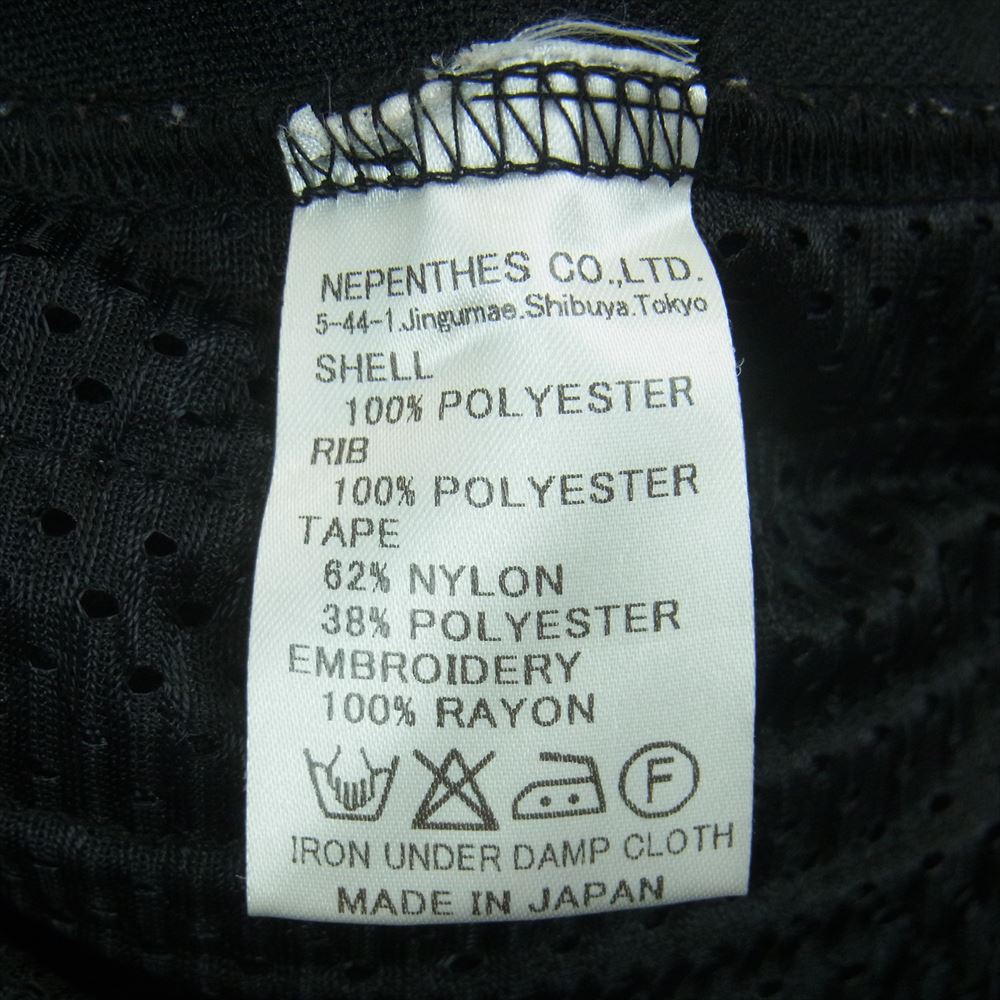 NEPENTHES CO.,LTD.
5-44-1.Jingumae.Shibuya.Tokyo
SHELL
100% POLYESTER
RIB
100% POLYESTER
TAPE
62% NYLON
38% POLYESTER
EMBROIDERY
100% RAYON
F
IRON UNDER DAMP CLOTH
MADE IN JAPAN